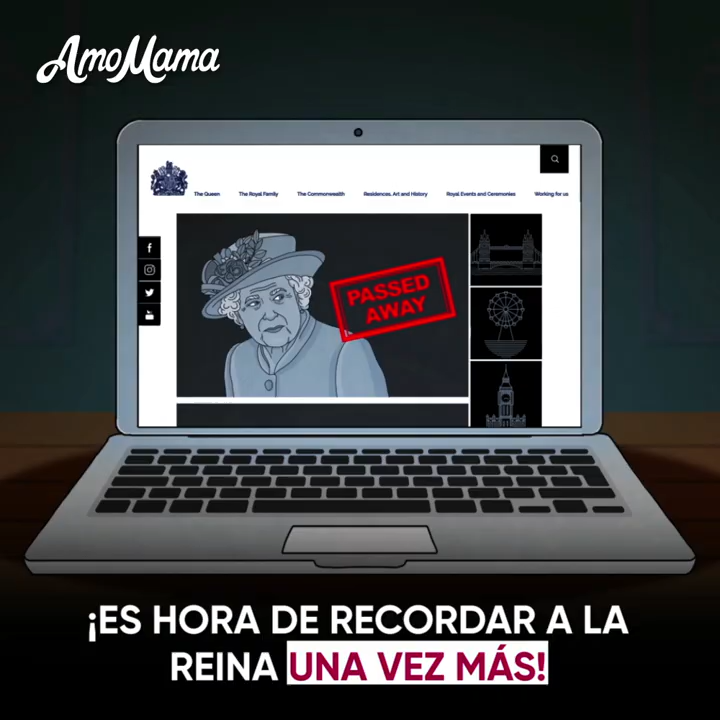 AmoMama
The Queen
The Royal Family
The Commonwealth
Residences, Art and History
Royal Events and Ceremonies
Working for us
PASSED
AWAY
¡ES HORA DE RECORDAR A LA
REINA UNA VEZ MÁS!